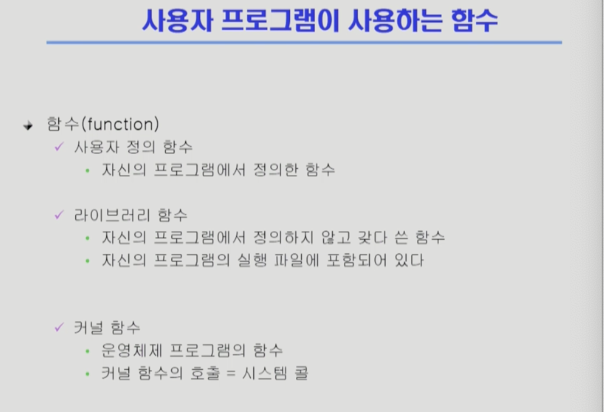 사용자 프로그램이 사용하는 함수
함수(function)
사용자 정의 함수
자신의 프로그램에서 정의한 함수
라이브러리 함수
자신의 프로그램에서 정의하지 않고 갖다 쓴 함수
자신의 프로그램의 실행 파일에 포함되어 있다
커널 함수
운영체제 프로그램의 함수
커널 함수의 호출 = 시스템 콜